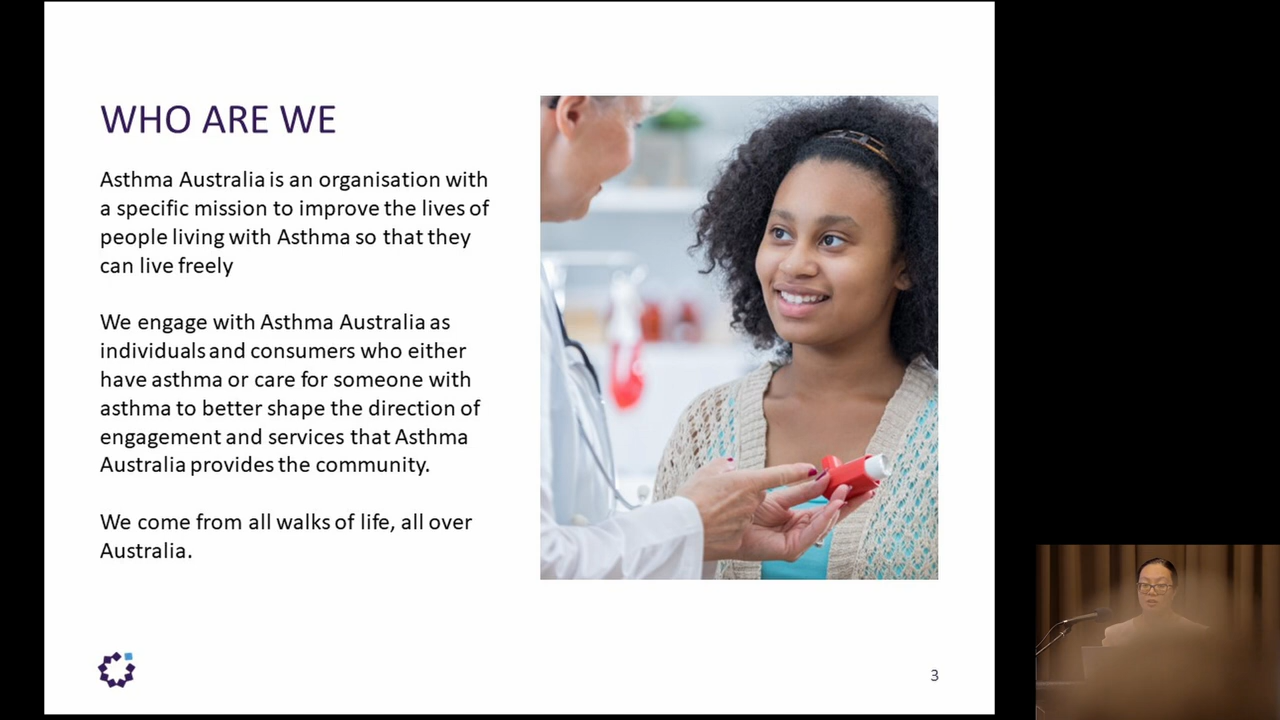 WHO ARE WE
Asthma Australia is an organisation with
a specific mission to improve the lives of
people living with Asthma so that they
can live freely
We engage with Asthma Australia as
individuals and consumers who either
have asthma or care for someone with
asthma to better shape the direction of
engagement and services that Asthma
Australia provides the community.
We come from all walks of life, all over
Australia.
3